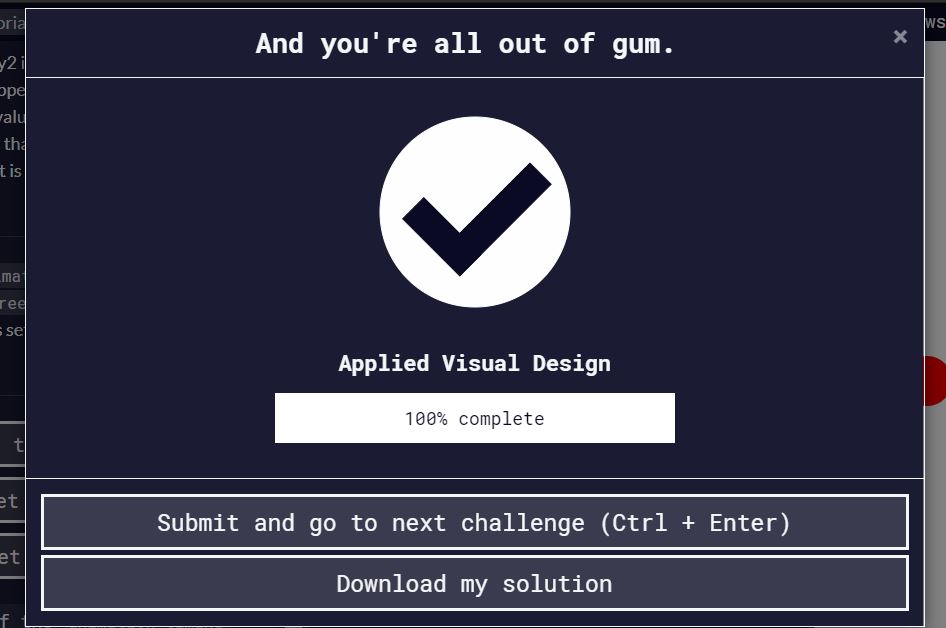 And you're all out of gum.
×
Applied Visual Design
100% complete
Submit and go to next challenge (Ctrl + Enter)
Download my solution